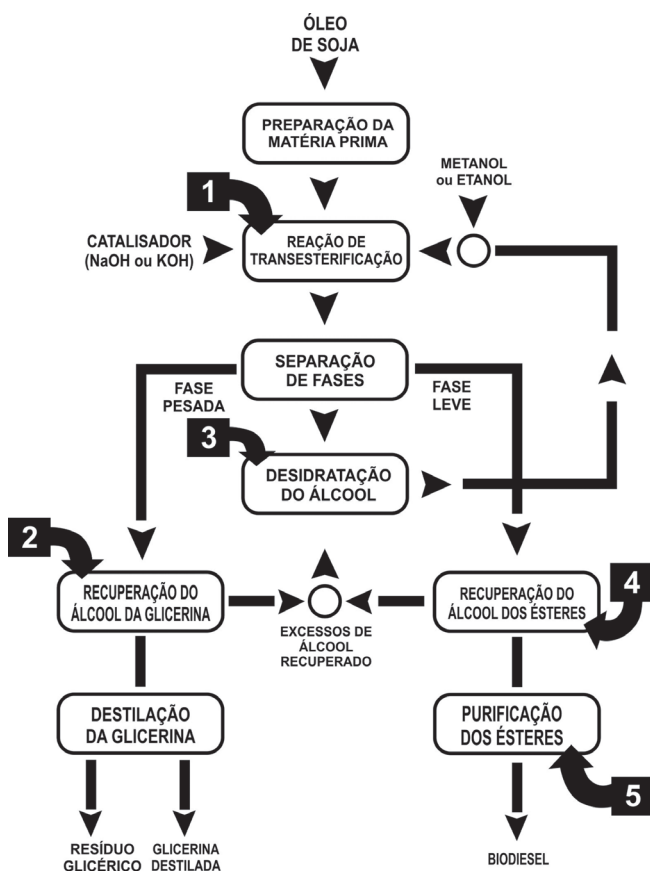 ÓLEO
DE SOJA
PREPARAÇÃO DA
MATÉRIA PRIMA
METANOL
ou ETANOL
1
CATALISADOR
(NaOH ou KOH)
REAÇÃO DE
TRANSESTERIFICAÇÃO
SEPARAÇÃO
DE FASES
FASE
PESADA
FASE
LEVE
3
DESIDRATAÇÃO
DO ÁLCOOL
2
RECUPERAÇÃO DO
ÁLCOOL DA GLICERINA
EXCESSOS DE
ÁLCOOL
RECUPERADO
RECUPERAÇÃO DO
ÁLCOOL DOS ÉSTERES
4
DESTILAÇÃO
DA GLICERINA
PURIFICAÇÃO
DOS ÉSTERES
5
RESÍDUO
GLICÉRICO
GLICERINA
DESTILADA
BIODIESEL